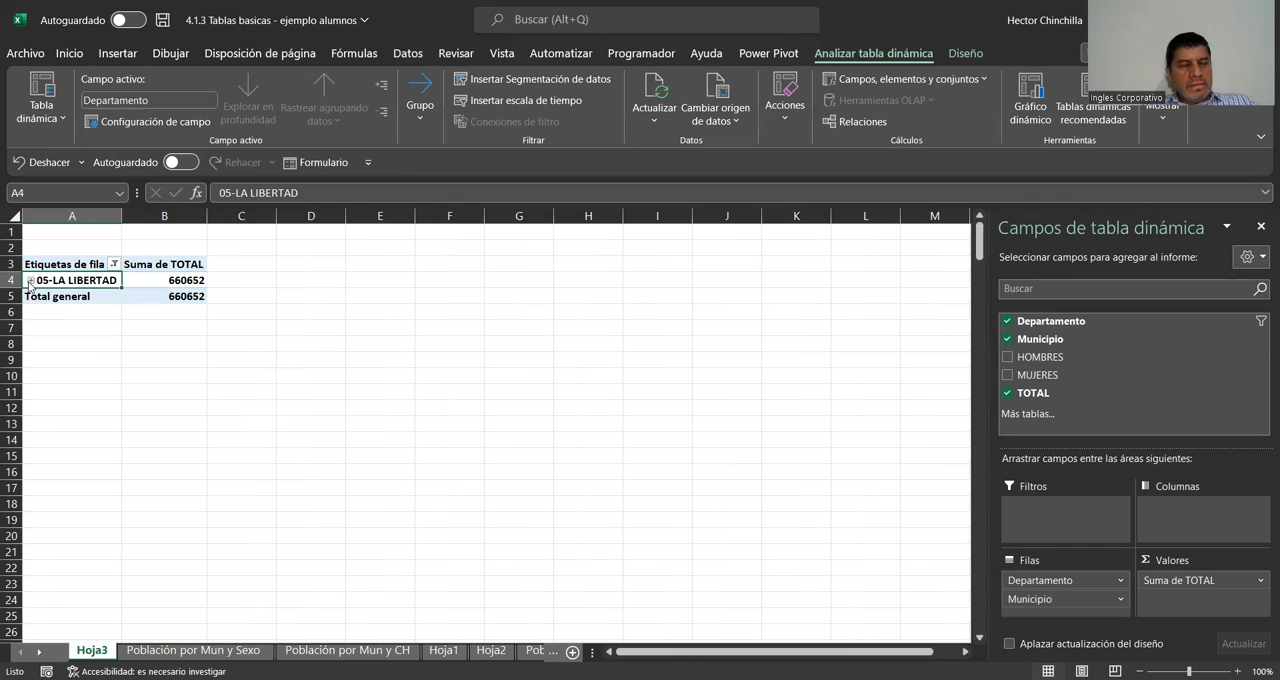 Autoguardado
4.1.3 Tablas basicas - ejemplo alumnos
Buscar (Alt+Q)
Hector Chinchilla
Archivo Inicio Insertar Dibujar Disposición de página Fórmulas Datos Revisar Vista Automatizar Programador Ayuda Power Pivot Analizar tabla dinámica Diseño
Tabla dinámica
Campo activo:
Departamento
Configuración de campo
Explorar en profundidad
Rastrear agrupando datos
Campo activo
Grupo
Insertar Segmentación de datos
Insertar escala de tiempo
Conexiones de filtro
Filtrar
Actualizar
Cambiar origen de datos
Datos
Acciones
Campos, elementos y conjuntos
Herramientas OLAP
Relaciones
Cálculos
Gráfico dinámico
Tablas dinámicas recomendadas
Herramientas
Mostrar
Ingles Corporativo
Deshacer Autoguardado Rehacer Formulario
A4
fx
05-LA LIBERTAD
A B C D E F G H I J K L M
1
2
3 Etiquetas de fila Suma de TOTAL
4 05-LA LIBERTAD 660652
5 Total general 660652
6
7
8
9
10
11
12
13
14
15
16
17
18
19
20
21
22
23
24
25
26
Campos de tabla dinámica
Seleccionar campos para agregar al informe:
Buscar
Departamento
Municipio
HOMBRES
MUJERES
TOTAL
Más tablas...
Arrastrar campos entre las áreas siguientes:
Filtros
Columnas
Filas
Σ Valores
Departamento
Suma de TOTAL
Municipio
Aplazar actualización del diseño
Actualizar
Hoja3 Población por Mun y Sexo Población por Mun y CH Hoja1 Hoja2 Pob ...
Listo
Accesibilidad: es necesario investigar
100%